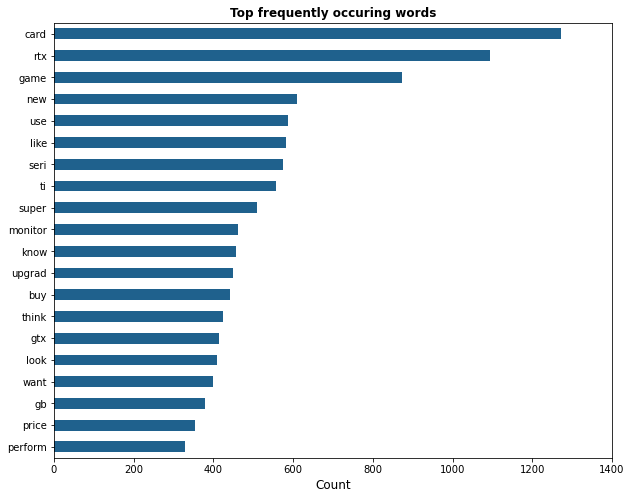 Top frequently occuring words
card
rtx
game
new
use
like
seri
ti
super
monitor
know
upgrad
buy
think
gtx
look
want
gb
price
perform
0 200 400 600 800 1000 1200 1400
Count